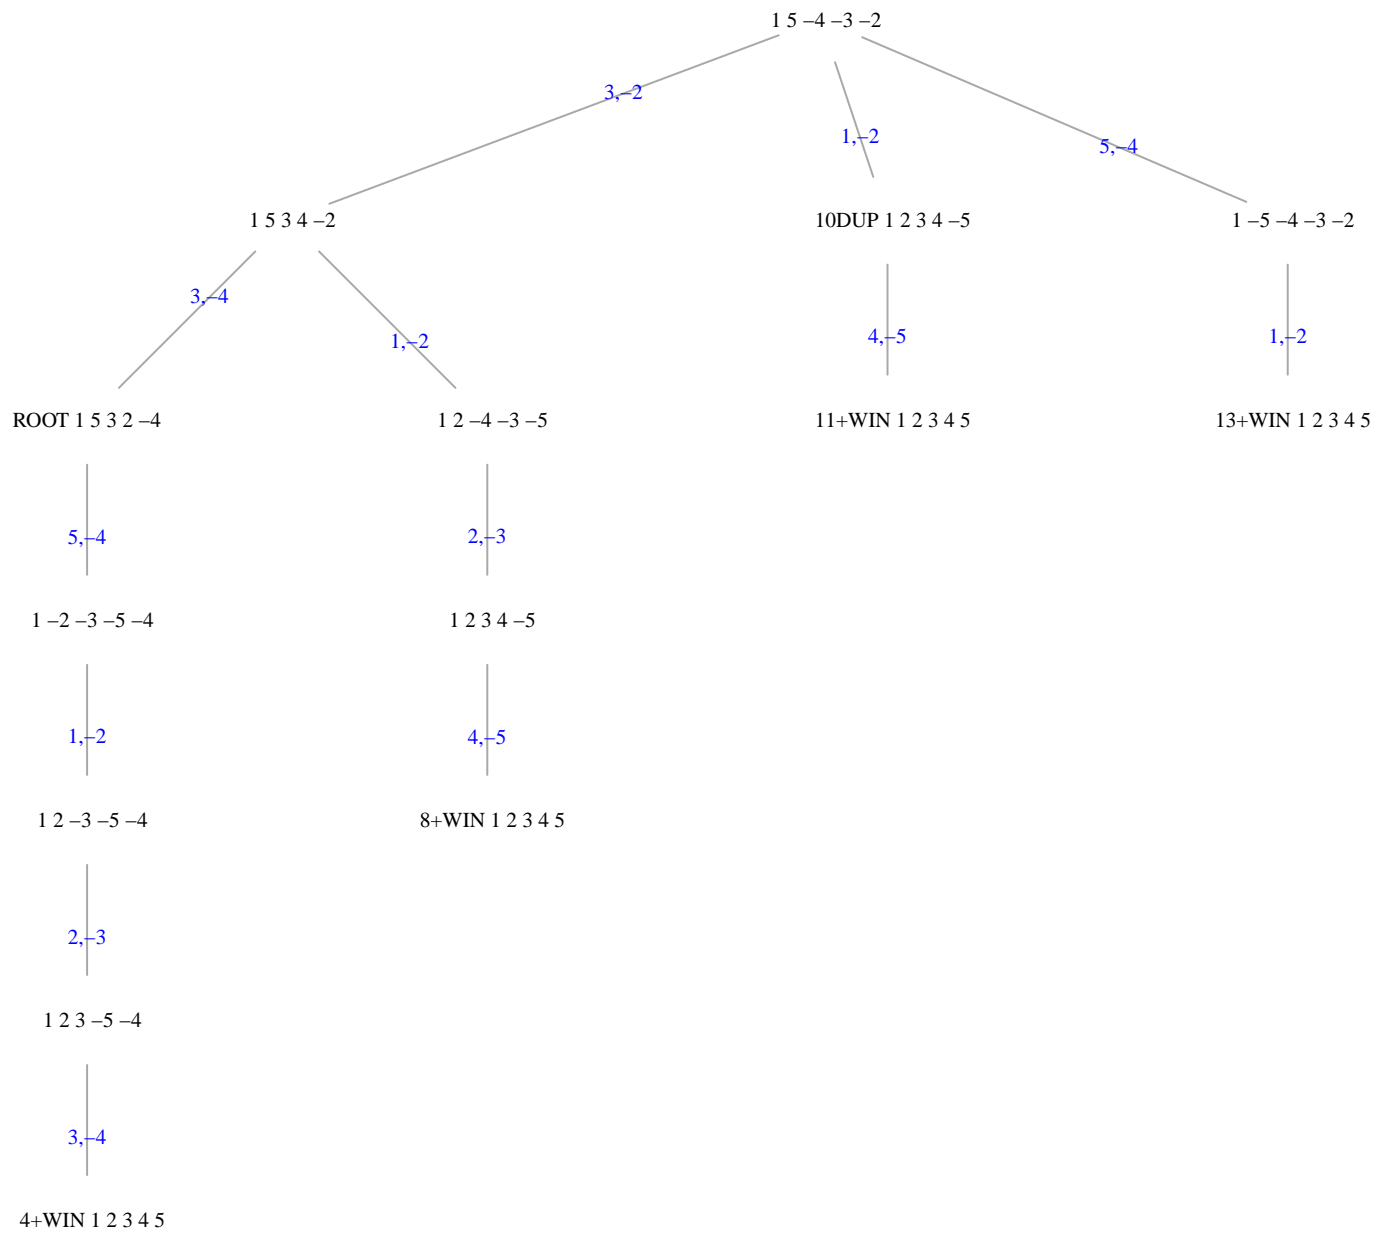 1 5 –4 –3 –2
3,–2
1,–2
5,–4
1 5 3 4 –2
10DUP 1 2 3 4 –5
1 –5 –4 –3 –2
3,–4
1,–2
4,–5
1,–2
ROOT 1 5 3 2 –4
1 2 –4 –3 –5
11+WIN 1 2 3 4 5
13+WIN 1 2 3 4 5
5,–4
2,–3
1 –2 –3 –5 –4
1 2 3 4 –5
1,–2
4,–5
1 2 –3 –5 –4
8+WIN 1 2 3 4 5
2,–3
1 2 3 –5 –4
3,–4
4+WIN 1 2 3 4 5